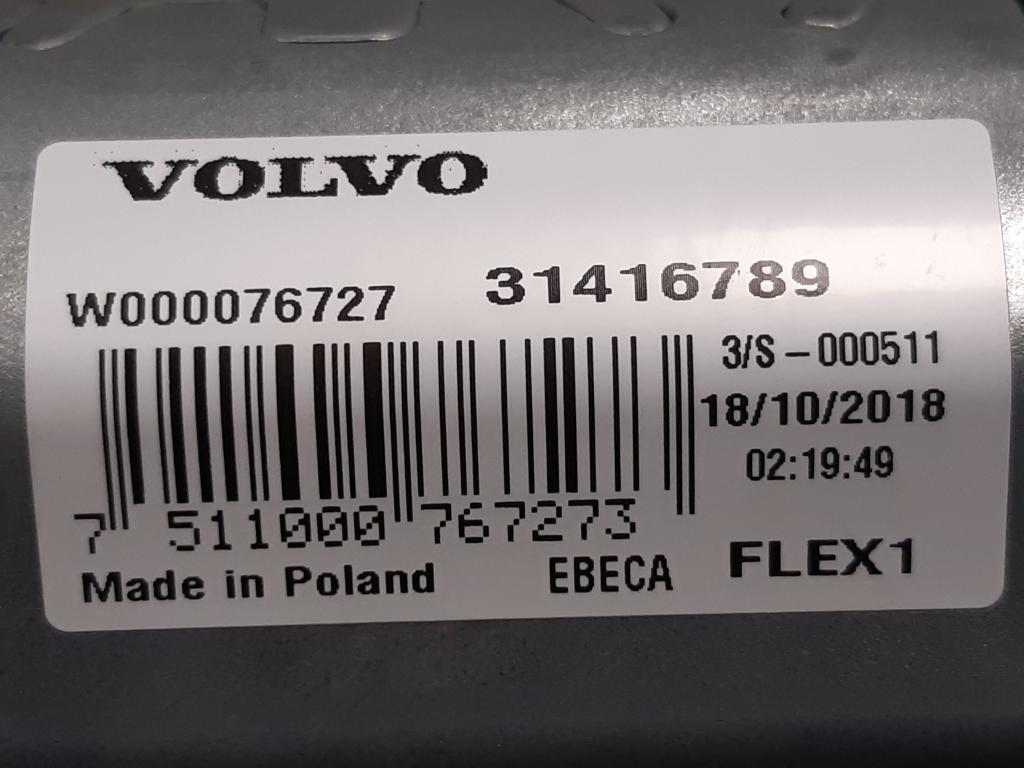 VOLVO
W000076727 31416789
3/S - 000511
18/10/2018
02:19:49
7 511000 767273
Made in Poland EBECA FLEX1